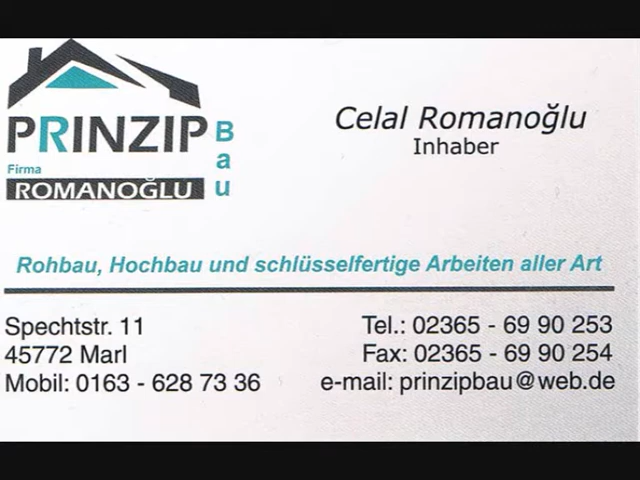 PRINZIP Bau
Firma
ROMANOĞLU
Celal Romanoğlu
Inhaber
Rohbau, Hochbau und schlüsselfertige Arbeiten aller Art
Spechtstr. 11
45772 Marl
Mobil: 0163 - 628 73 36
Tel.: 02365 - 69 90 253
Fax: 02365 - 69 90 254
e-mail: prinzipbau@web.de